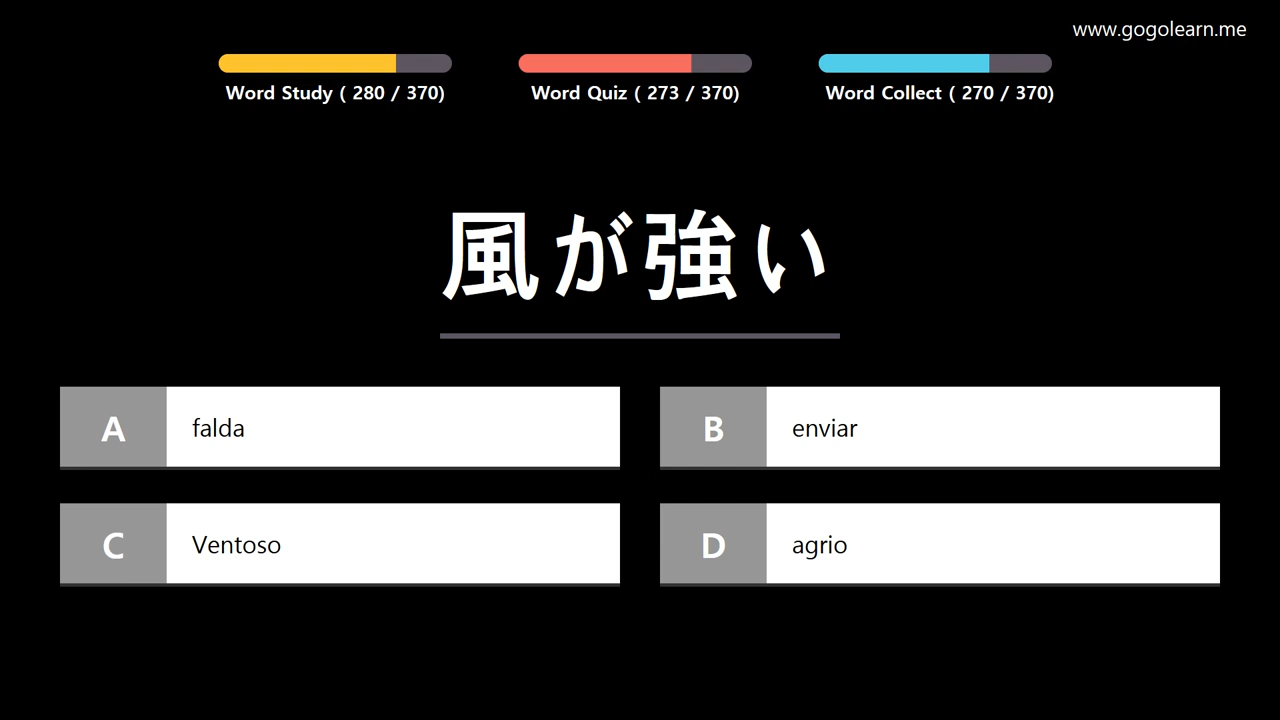 www.gogolearn.me
Word Study ( 280 / 370)
Word Quiz ( 273 / 370)
Word Collect ( 270 / 370)
風が強い
A falda
B enviar
C Ventoso
D agrio